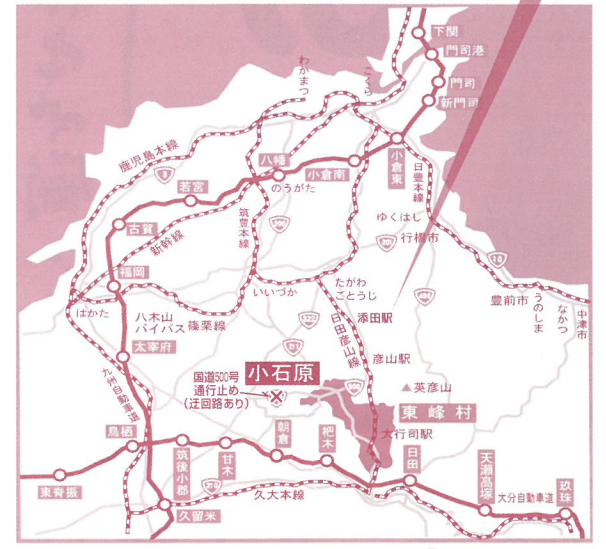 下関
門司港
門司
新門司
わかまつ
こくら
鹿児島本線
3
八幡
のうがた
小倉南
小倉東
日豊本線
若宮
古賀
新幹線
筑豊本線
201
ゆくはし
行橋市
10
福岡
はかた
八木山
バイパス
篠栗線
いいづか
たがわ
ごとうじ
豊前市
うのしま
なかつ
中津市
添田駅
日田彦山線
太宰府
九州自動車道
彦山駅
国道500号
通行止め
(迂回路あり)
小石原
英彦山
東峰村
大行司駅
鳥栖
筑後小郡
甘木
朝倉
杷木
日田
天瀬高塚
大分自動車道
玖珠
東脊振
久留米
210
久大本線